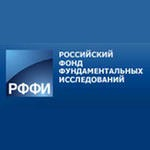 РФФИ
РОССИЙСКИЙ
ФОНД
ФУНДАМЕНТАЛЬНЫХ
ИССЛЕДОВАНИЙ